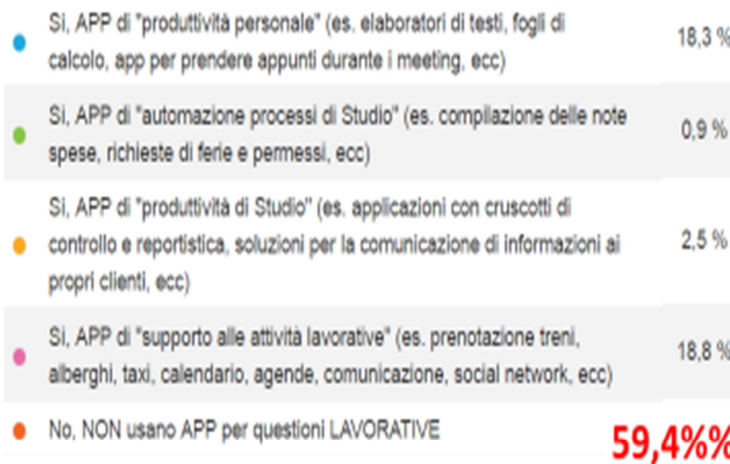 Si, APP di "produttività personale" (es. elaboratori di testi, fogli di
calcolo, app per prendere appunti durante i meeting, ecc)
18,3 %
Si, APP di "automazione processi di Studio" (es. compilazione delle note
spese, richieste di ferie e permessi, ecc)
0,9 %
Si, APP di "produttività di Studio" (es. applicazioni con cruscotti di
controllo e reportistica, soluzioni per la comunicazione di informazioni ai
propri clienti, ecc)
2,5 %
Si, APP di "supporto alle attività lavorative" (es. prenotazione treni,
alberghi, taxi, calendario, agende, comunicazione, social network, ecc)
18,8 %
No, NON usano APP per questioni LAVORATIVE
59,4%%